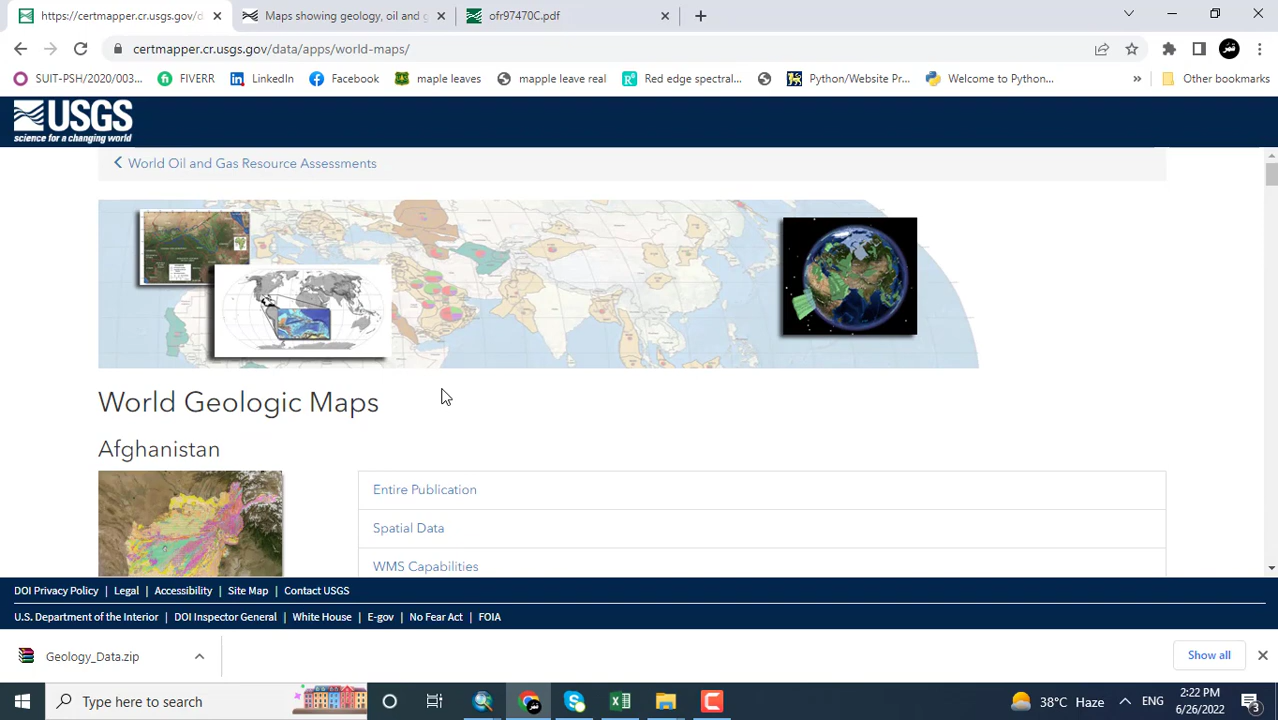 https://certmapper.cr.usgs.gov/d
Maps showing geology, oil and g
ofr97470C.pdf
certmapper.cr.usgs.gov/data/apps/world-maps/
SUIT-PSH/2020/003...
FIVERR
LinkedIn
Facebook
maple leaves
mapple leave real
Red edge spectral...
Python/Website Pr...
Welcome to Python...
»
Other bookmarks
USGS
science for a changing world
World Oil and Gas Resource Assessments
World Geologic Maps
Afghanistan
Entire Publication
Spatial Data
WMS Capabilities
DOI Privacy Policy | Legal | Accessibility | Site Map | Contact USGS
U.S. Department of the Interior | DOI Inspector General | White House | E-gov | No Fear Act | FOIA
Geology_Data.zip
Show all
Type here to search
38°C Haze
ENG
2:22 PM
6/26/2022
3